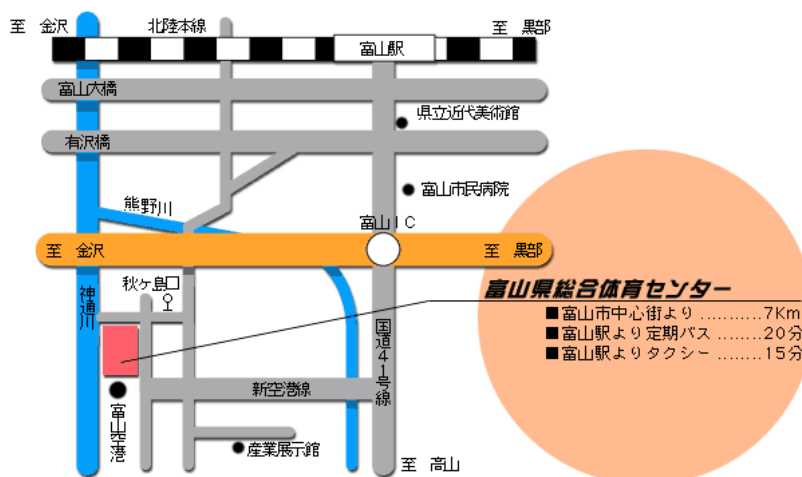 至 金沢
北陸本線
至 黒部
富山駅
富山大橋
県立近代美術館
有沢橋
富山市民病院
熊野川
富山IC
至 金沢
至 黒部
秋ケ島口
神通川
富山県総合体育センター
■富山市中心街より ..........7Km
■富山駅より定期バス ......20分
■富山駅よりタクシー ......15分
国道41号線
新空港線
富山空港
産業展示館
至 高山